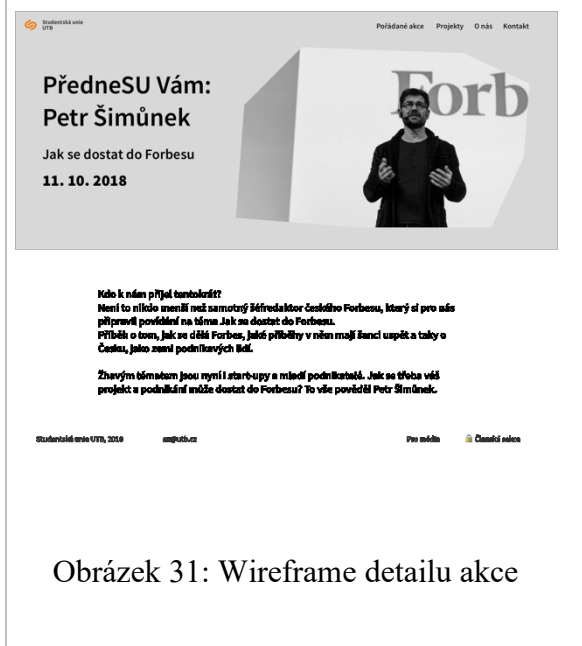 Studentská unie
UTB
Pořádané akce Projekty O nás Kontakt
PředneSU Vám:
Petr Šimůnek
Jak se dostat do Forbesu
11. 10. 2018
Forb
Kdo k nám přijel tentokrát?
Není to nikdo menší než samotný šéfredaktor českého Forbesu, který si pro nás
připravil povídání na téma Jak se dostat do Forbesu.
Příběh o tom, jak se dělá Forbes, jaké příběhy v něm mají šanci uspět a taky o
Česku, jako zemi podnikavých lidí.
Žhavým tématem jsou nyní i start-upy a mladí podnikatelé. Jak se třeba váš
projekt a podnikání může dostat do Forbesu? To vše pověděl Petr Šimůnek.
Studentská unie UTB, 2018 su@utb.cz Pro média Členská sekce
Obrázek 31: Wireframe detailu akce